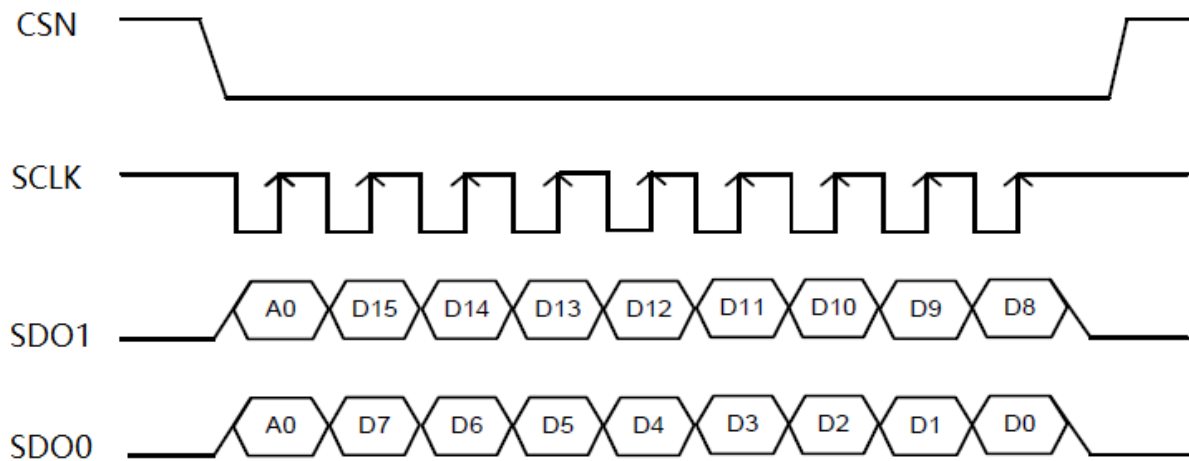 CSN
SCLK
SDO1 A0 D15 D14 D13 D12 D11 D10 D9 D8
SDO0 A0 D7 D6 D5 D4 D3 D2 D1 D0